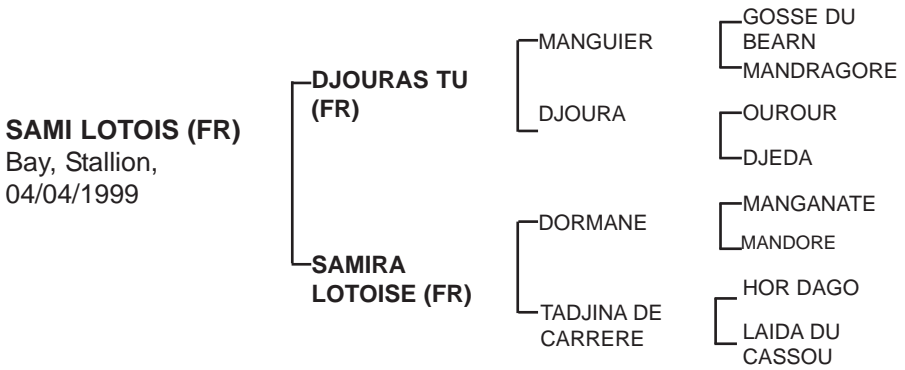 SAMI LOTOIS (FR)
Bay, Stallion,
04/04/1999
DJOURAS TU
(FR)
SAMIRA
LOTOISE (FR)
MANGUIER
DJOURA
DORMANE
TADJINA DE
CARRERE
GOSSE DU
BEARN
MANDRAGORE
OUROUR
DJEDA
MANGANATE
MANDORE
HOR DAGO
LAIDA DU
CASSOU